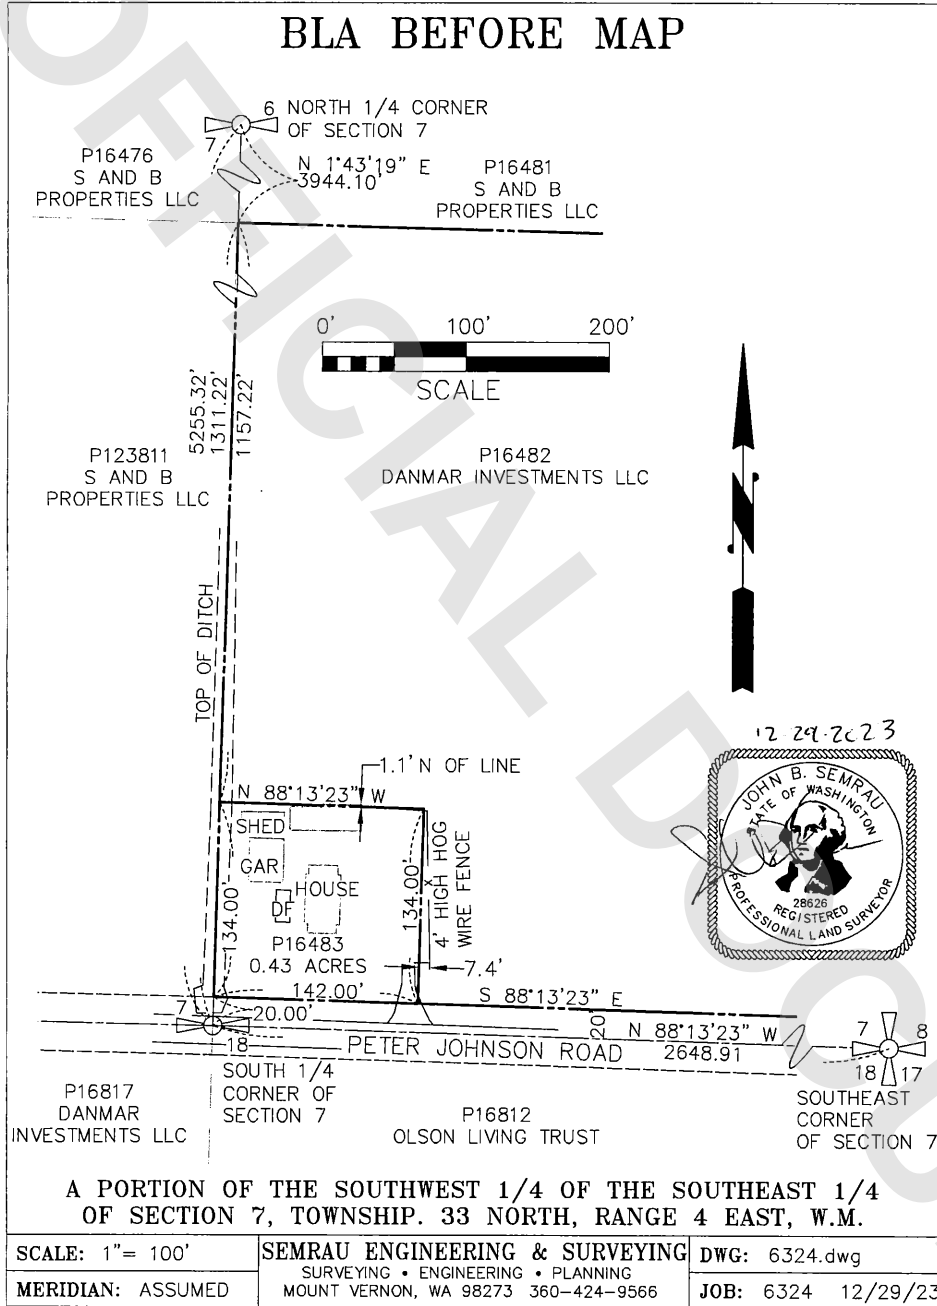 BLA BEFORE MAP
6 NORTH 1/4 CORNER
OF SECTION 7
7
N 1°43'19" E
3944.10'
P16476
S AND B
PROPERTIES LLC
P16481
S AND B
PROPERTIES LLC
0' 100' 200'
SCALE
5255.32'
1311.22'
1157.22'
P123811
S AND B
PROPERTIES LLC
P16482
DANMAR INVESTMENTS LLC
TOP OF DITCH
12-29-2023
JOHN B. SEMRAU
STATE OF WASHINGTON
28626
REGISTERED
PROFESSIONAL LAND SURVEYOR
1.1' N OF LINE
N 88°13'23" W
SHED
GAR
HOUSE
DF
134.00'
134.00'
4' HIGH HOG
WIRE FENCE
X
P16483
0.43 ACRES
7.4'
142.00'
S 88°13'23" E
20.00'
20
7
18
N 88°13'23" W
2648.91
PETER JOHNSON ROAD
7 8
18 17
SOUTH 1/4
CORNER OF
SECTION 7
SOUTHEAST
CORNER
OF SECTION 7
P16817
DANMAR
INVESTMENTS LLC
P16812
OLSON LIVING TRUST
A PORTION OF THE SOUTHWEST 1/4 OF THE SOUTHEAST 1/4
OF SECTION 7, TOWNSHIP. 33 NORTH, RANGE 4 EAST, W.M.
SCALE: 1"= 100'
MERIDIAN: ASSUMED
SEMRAU ENGINEERING & SURVEYING
SURVEYING • ENGINEERING • PLANNING
MOUNT VERNON, WA 98273 360-424-9566
DWG: 6324.dwg
JOB: 6324 12/29/23
OFFICIAL DOCU